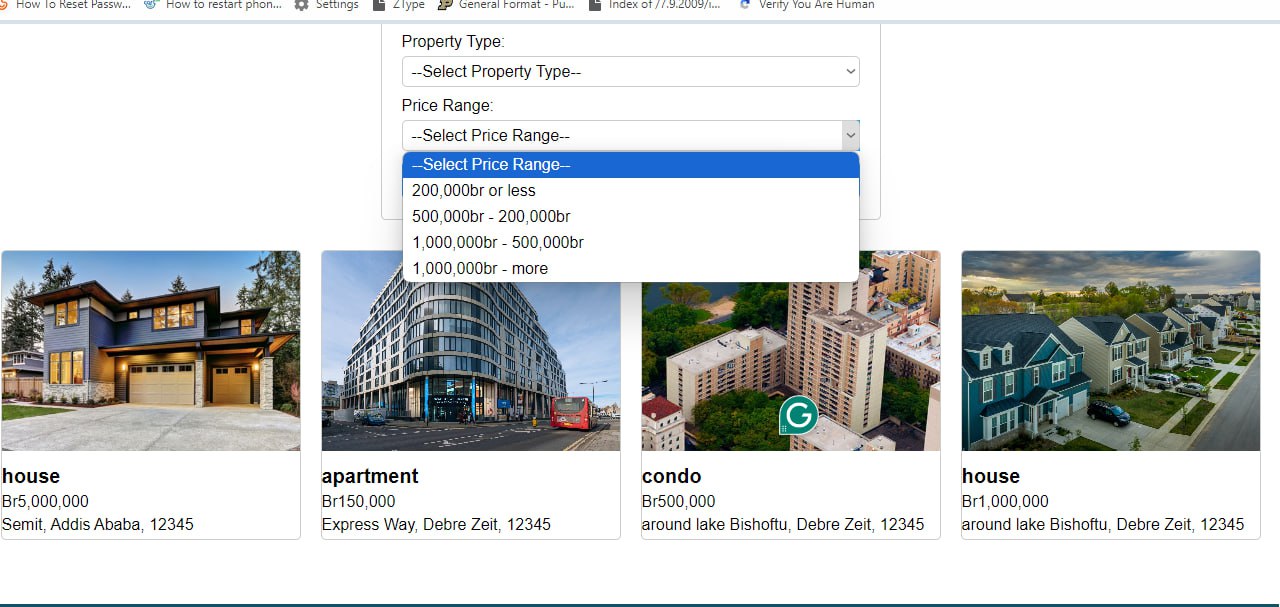 How To Reset Passw...
How to restart phon...
Settings
ZType
General Format - Pu...
Index of /7.9.2009/i...
Verify You Are Human
Property Type:
--Select Property Type--
Price Range:
--Select Price Range--
--Select Price Range--
200,000br or less
500,000br - 200,000br
1,000,000br - 500,000br
1,000,000br - more
G
house
Br5,000,000
Semit, Addis Ababa, 12345
apartment
Br150,000
Express Way, Debre Zeit, 12345
condo
Br500,000
around lake Bishoftu, Debre Zeit, 12345
house
Br1,000,000
around lake Bishoftu, Debre Zeit, 12345